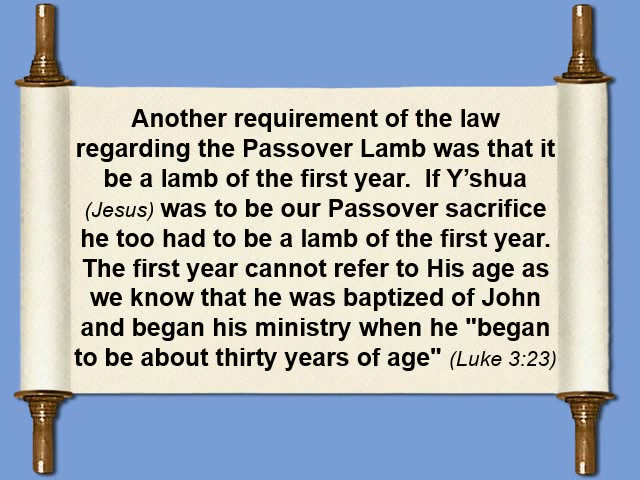 Another requirement of the law
regarding the Passover Lamb was that it
be a lamb of the first year.  If Y’shua
(Jesus) was to be our Passover sacrifice
he too had to be a lamb of the first year.
The first year cannot refer to His age as
we know that he was baptized of John
and began his ministry when he "began
to be about thirty years of age" (Luke 3:23)